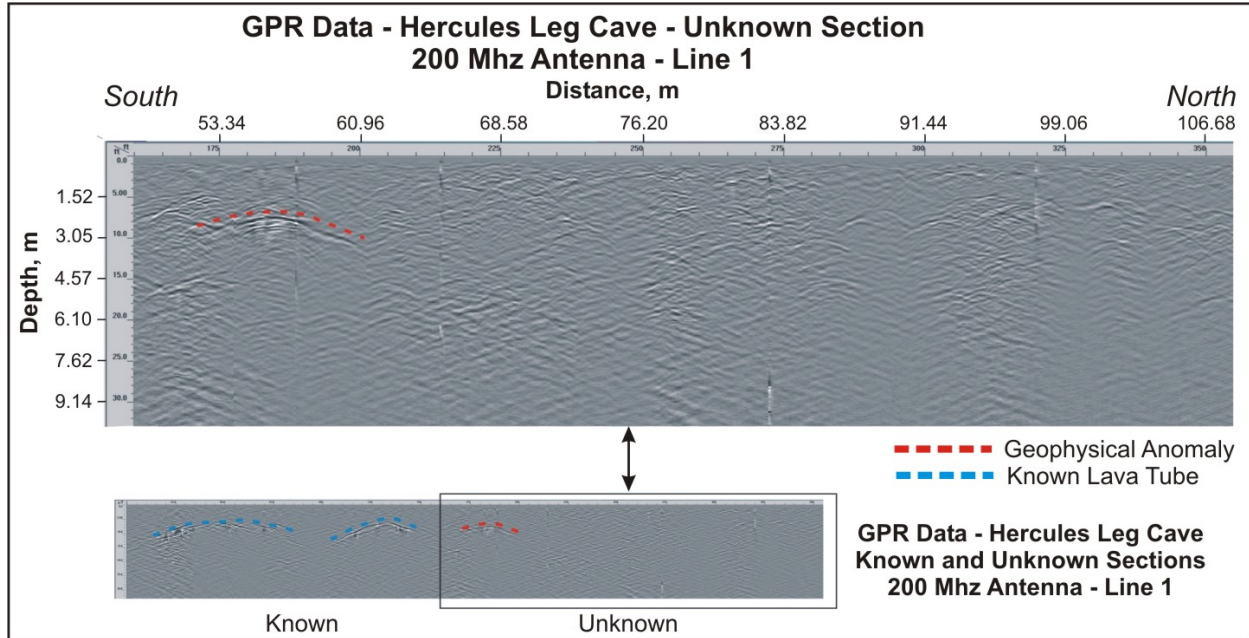 GPR Data - Hercules Leg Cave - Unknown Section
200 Mhz Antenna - Line 1
Distance, m
South
North
53.34 60.96 68.58 76.20 83.82 91.44 99.06 106.68
ft ft 175 200 225 250 275 300 325 350
Depth, m
0.0
1.52 5.00
3.05 10.0
4.57 15.0
6.10 20.0
7.62 25.0
9.14 30.0
Geophysical Anomaly
Known Lava Tube
GPR Data - Hercules Leg Cave
Known and Unknown Sections
200 Mhz Antenna - Line 1
Known Unknown